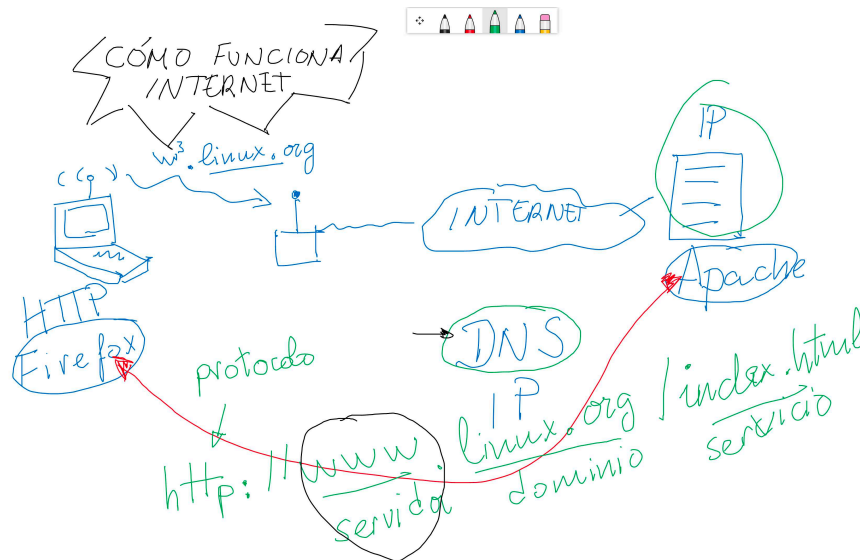 CÓMO FUNCIONA
INTERNET
w³.linux.org
IP
INTERNET
Apache
HTTP
Firefox
DNS
IP
protocolo
http://www.linux.org/index.html
servidor
dominio
servicio